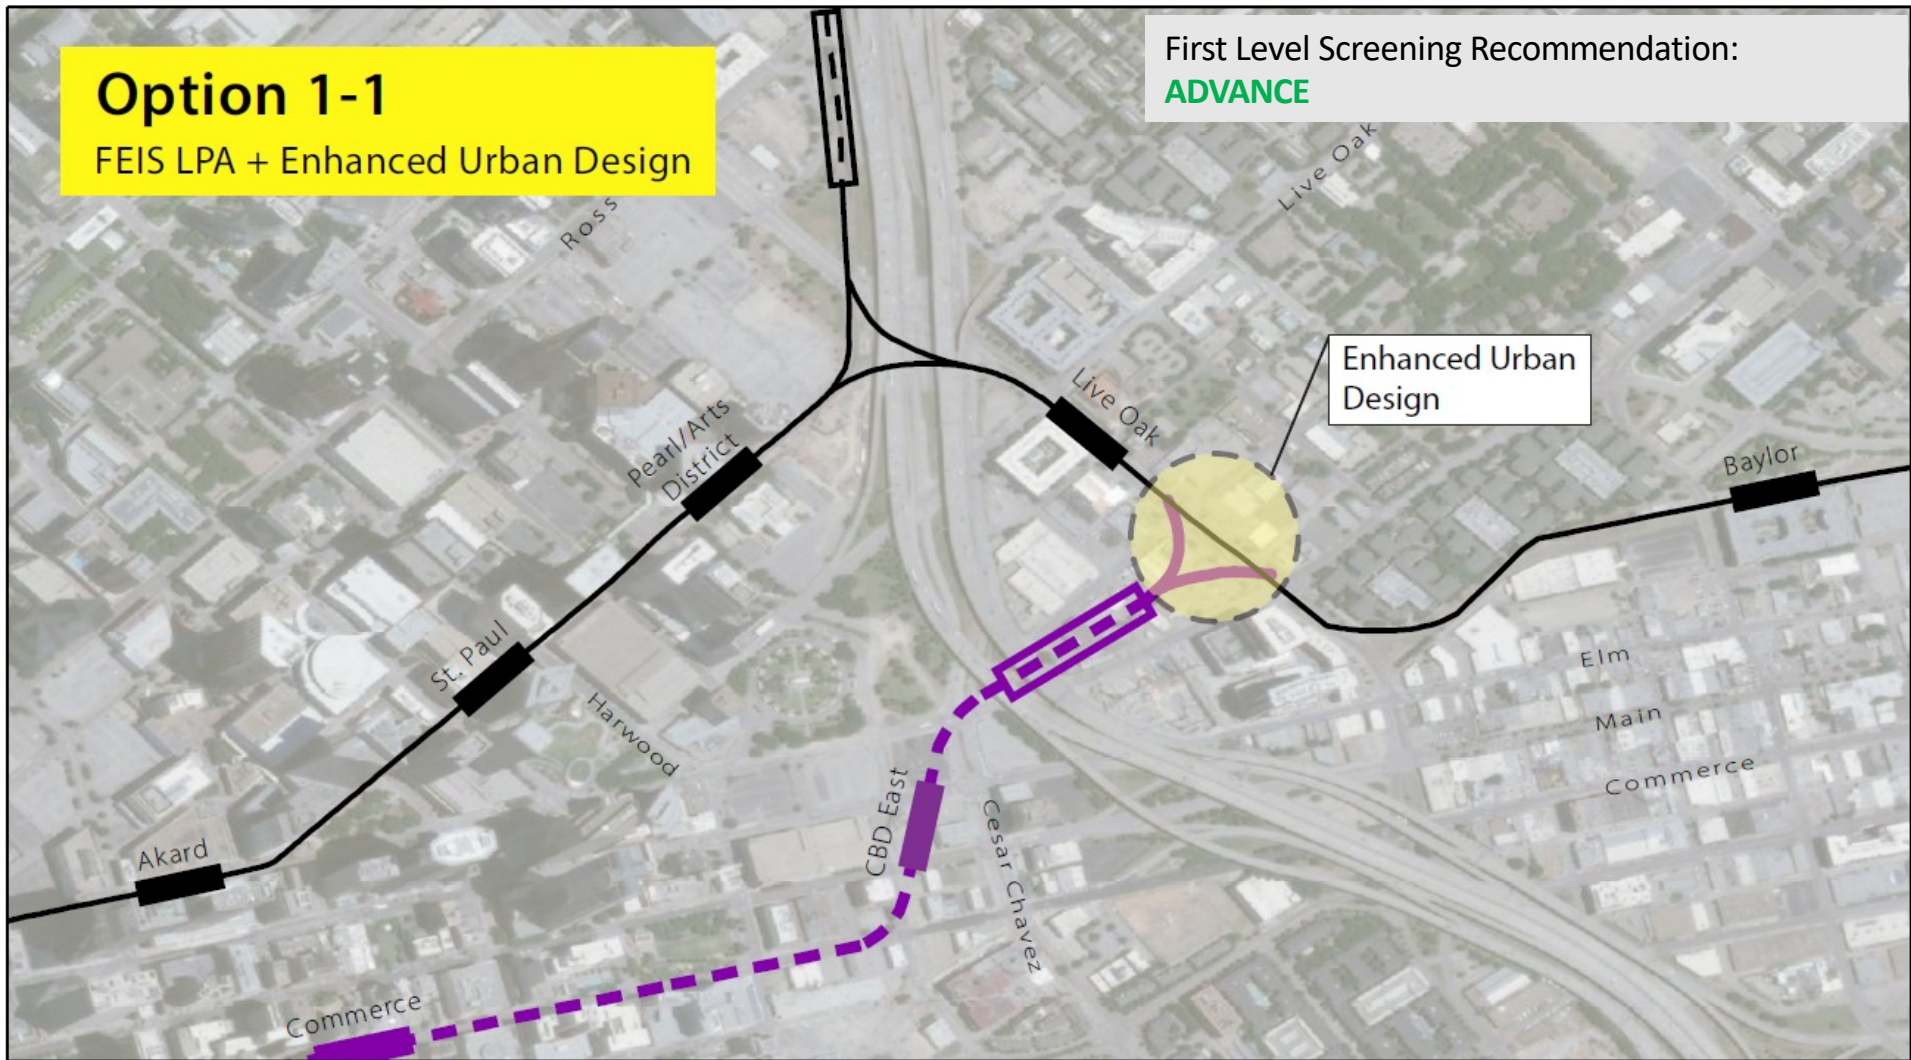 Option 1-1
FEIS LPA + Enhanced Urban Design
First Level Screening Recommendation:
ADVANCE
Live Oak
Ross
Enhanced Urban
Design
Live Oak
Pearl/Arts
District
Baylor
St. Paul
Harwood
Elm
Main
Commerce
CBD East
Cesar Chavez
Akard
Commerce